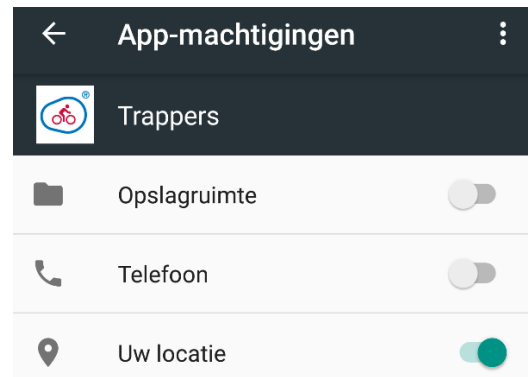 App-machtigingen
Trappers
Opslagruimte
Telefoon
Uw locatie